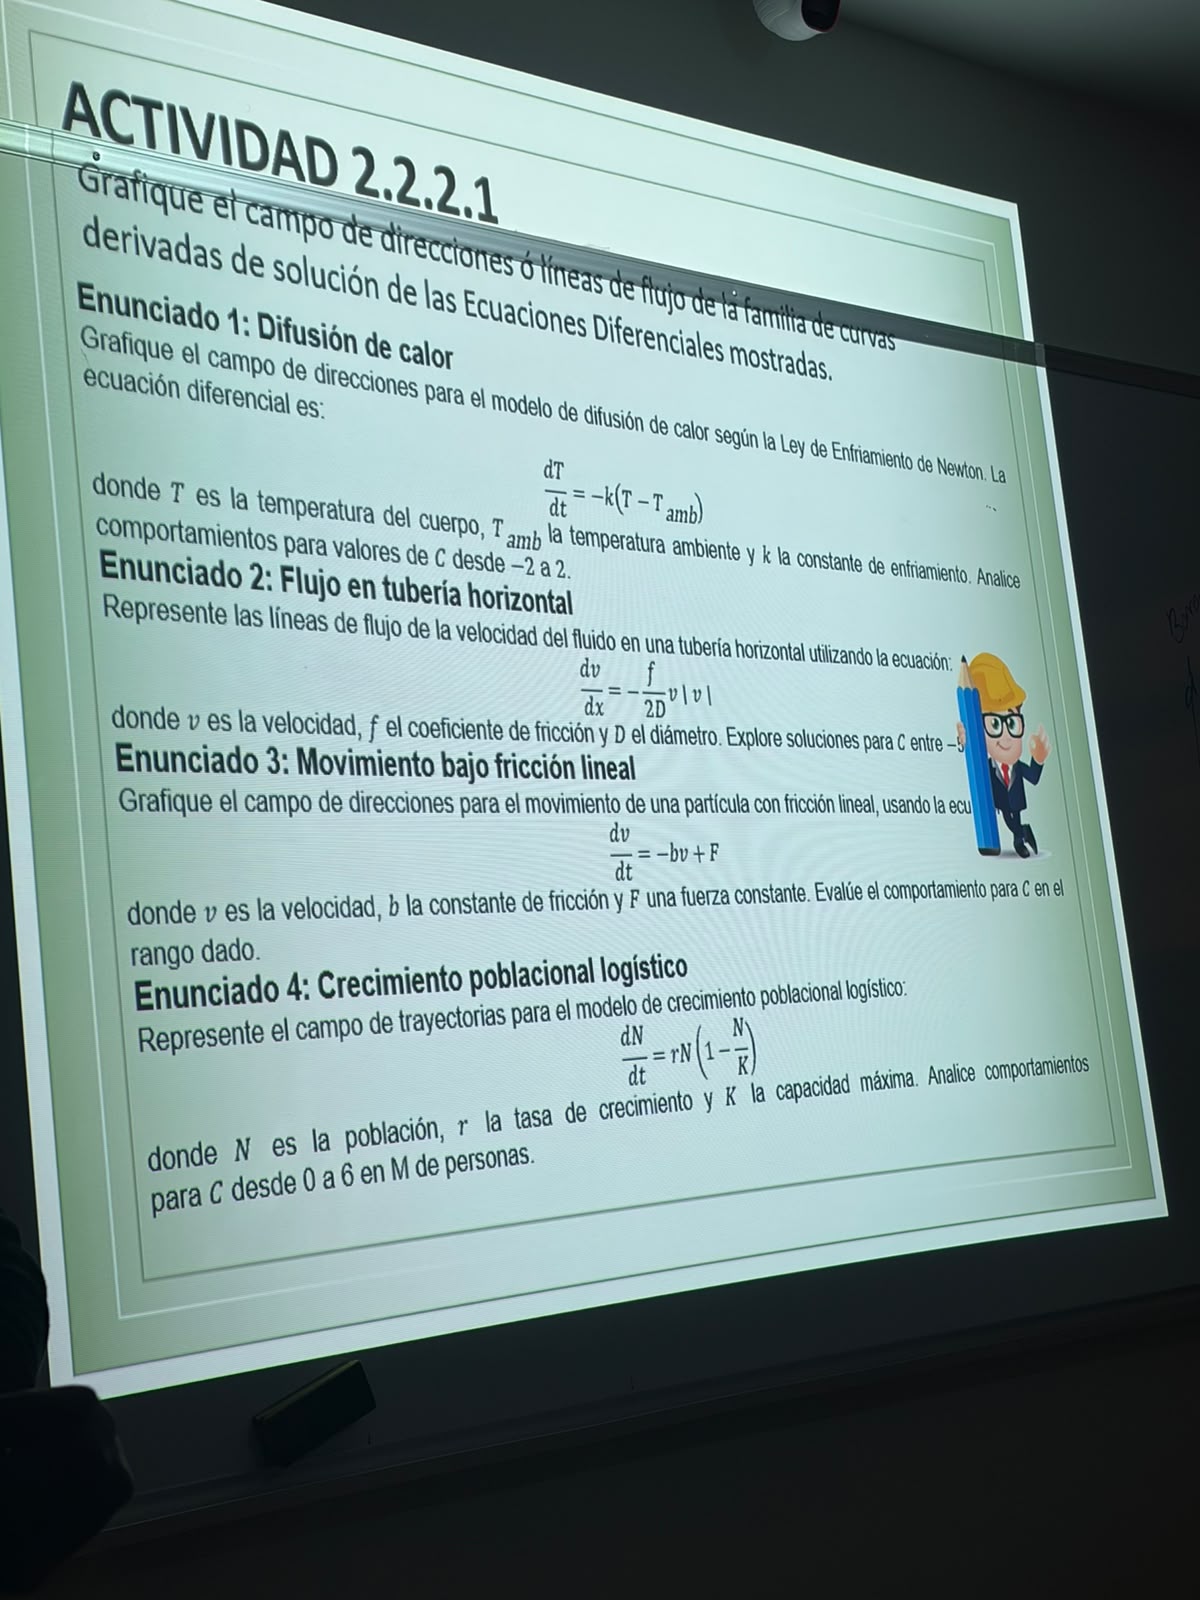 ACTIVIDAD 2.2.2.1
Grafique el campo de direcciones ó líneas de flujo de la familia de curvas
derivadas de solución de las Ecuaciones Diferenciales mostradas.
Enunciado 1: Difusión de calor
Grafique el campo de direcciones para el modelo de difusión de calor según la Ley de Enfriamiento de Newton. La
ecuación diferencial es:
dT/dt = −k(T − T amb)
donde T es la temperatura del cuerpo, T amb la temperatura ambiente y k la constante de enfriamiento. Analice
comportamientos para valores de C desde −2 a 2.
Enunciado 2: Flujo en tubería horizontal
Represente las líneas de flujo de la velocidad del fluido en una tubería horizontal utilizando la ecuación:
dv/dx = − f/2D v | v |
donde v es la velocidad, f el coeficiente de fricción y D el diámetro. Explore soluciones para C entre −5
Enunciado 3: Movimiento bajo fricción lineal
Grafique el campo de direcciones para el movimiento de una partícula con fricción lineal, usando la ecu
dv/dt = −bv + F
donde v es la velocidad, b la constante de fricción y F una fuerza constante. Evalúe el comportamiento para C en el
rango dado.
Enunciado 4: Crecimiento poblacional logístico
Represente el campo de trayectorias para el modelo de crecimiento poblacional logístico:
dN/dt = rN(1 − N/K)
donde N es la población, r la tasa de crecimiento y K la capacidad máxima. Analice comportamientos
para C desde 0 a 6 en M de personas.